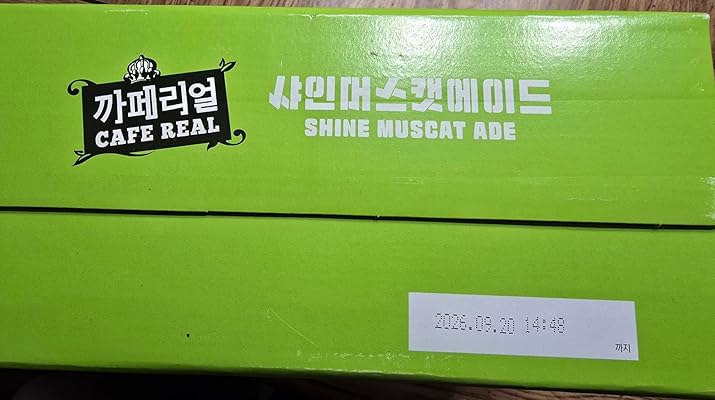 까페리얼
CAFE REAL
샤인머스캣에이드
SHINE MUSCAT ADE
2026.09.20 14:48
까지